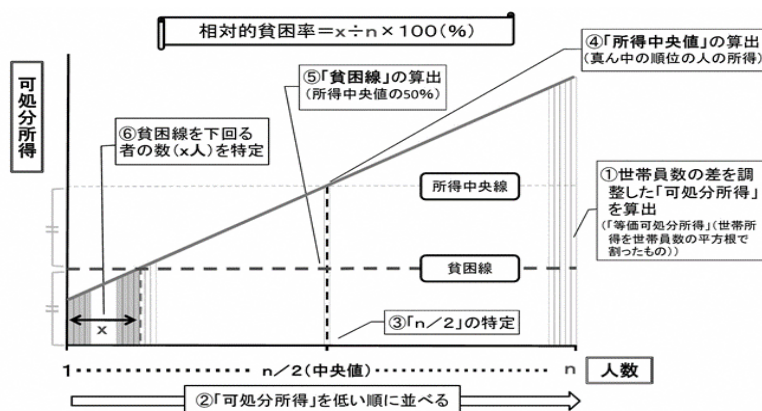 相対的貧困率＝x÷n×100(％)
④「所得中央値」の算出
(真ん中の順位の人の所得)
⑤「貧困線」の算出
(所得中央値の50％)
可処分所得
⑥貧困線を下回る
者の数(x人)を特定
所得中央線
①世帯員数の差を調
整した「可処分所得」
を算出
(「等価可処分所得」(世帯所
得を世帯員数の平方根で
割ったもの))
貧困線
x
③「n／2」の特定
1 ･･････････ n／2(中央値) ･････････････ n 人数
②「可処分所得」を低い順に並べる